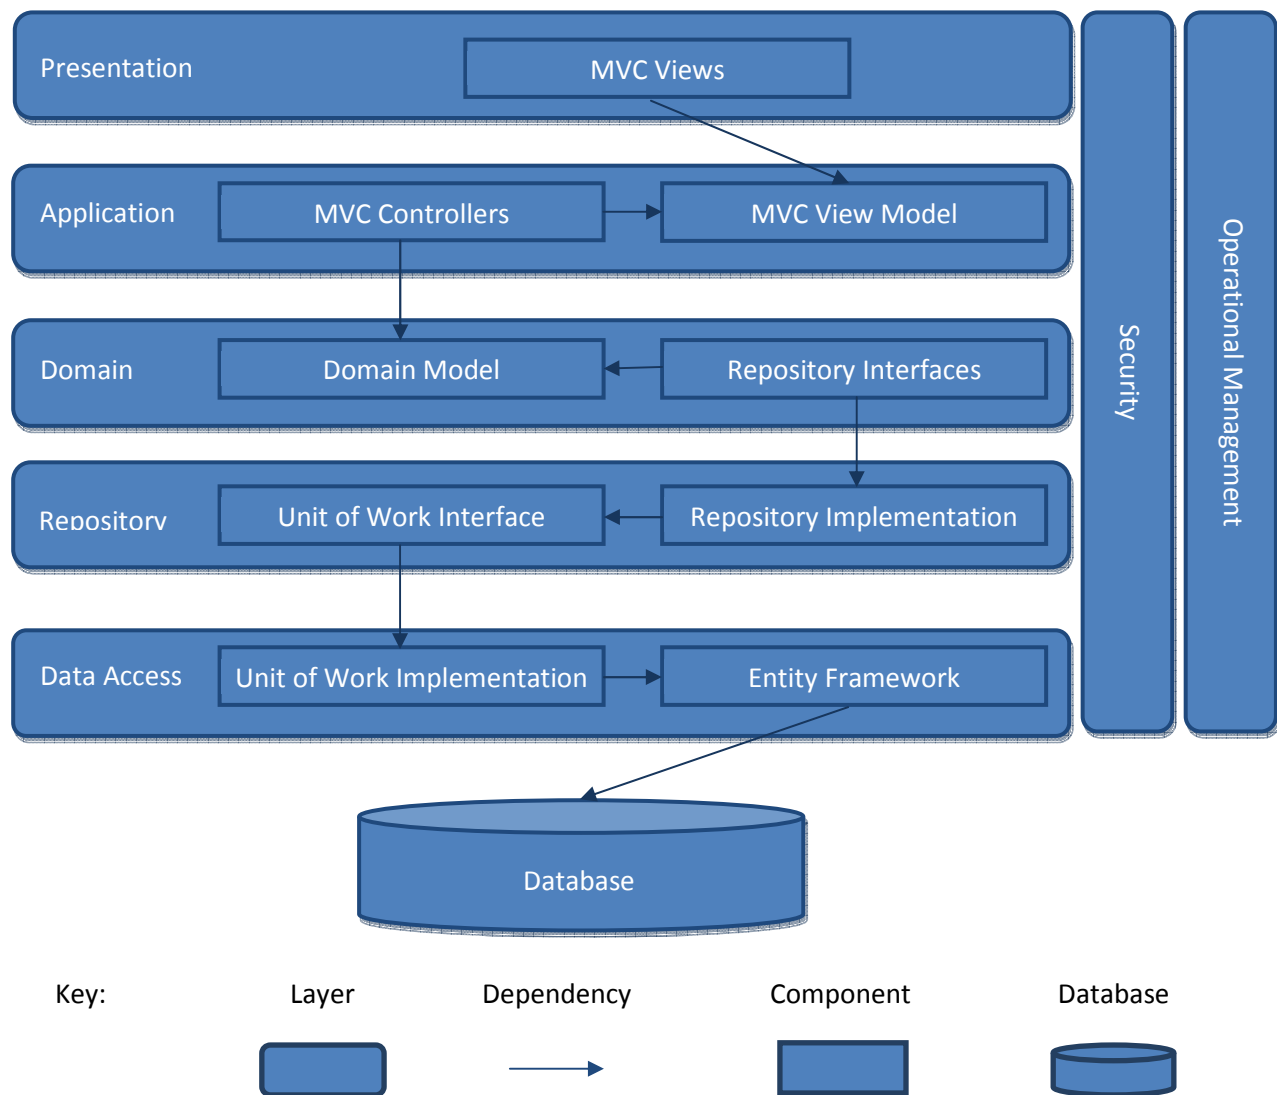 Presentation
MVC Views
Application
MVC Controllers
MVC View Model
Domain
Domain Model
Repository Interfaces
Repository
Unit of Work Interface
Repository Implementation
Data Access
Unit of Work Implementation
Entity Framework
Security
Operational Management
Database
Key:
Layer
Dependency
Component
Database